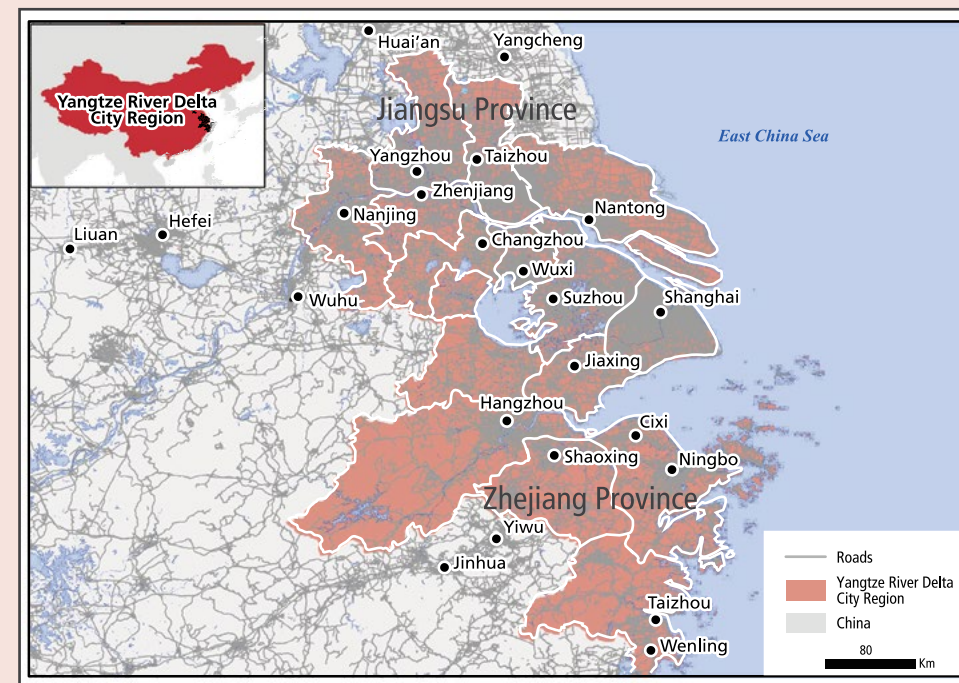 Huai’an
Yangcheng
Yangtze River Delta
City Region
Jiangsu Province
East China Sea
Yangzhou
Taizhou
Zhenjiang
Nanjing
Nantong
Liuan
Hefei
Changzhou
Wuxi
Wuhu
Suzhou
Shanghai
Jiaxing
Hangzhou
Cixi
Shaoxing
Ningbo
Zhejiang Province
Yiwu
Jinhua
Taizhou
Wenling
Roads
Yangtze River Delta
City Region
China
80
Km